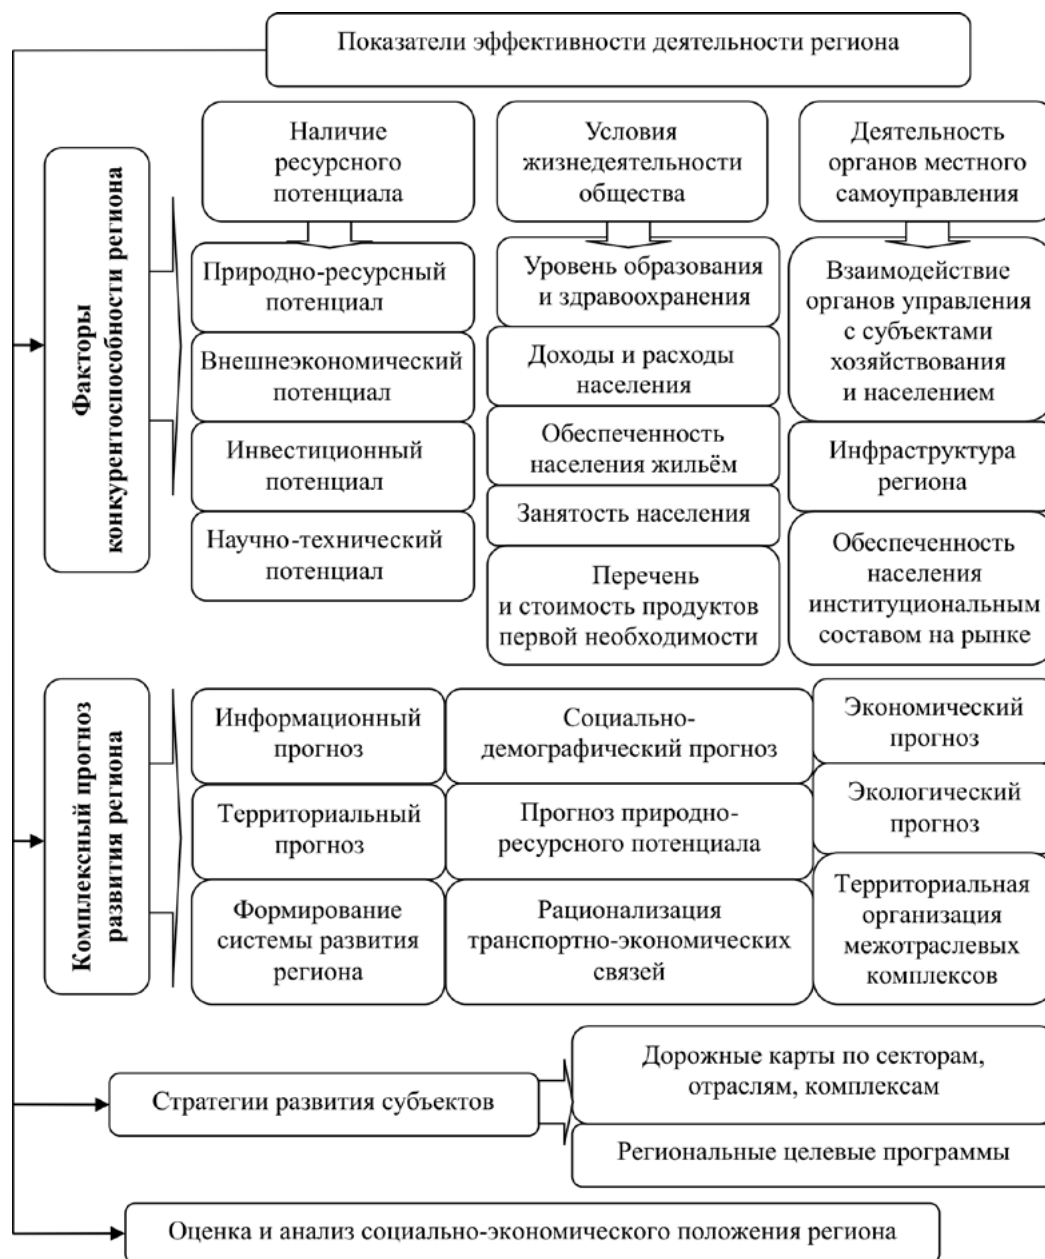 Показатели эффективности деятельности региона
Факторы
конкурентоспособности региона
Наличие
ресурсного
потенциала
Природно-ресурсный
потенциал
Внешнеэкономический
потенциал
Инвестиционный
потенциал
Научно-технический
потенциал
Условия
жизнедеятельности
общества
Уровень образования
и здравоохранения
Доходы и расходы
населения
Обеспеченность
населения жильём
Занятость населения
Перечень
и стоимость продуктов
первой необходимости
Деятельность
органов местного
самоуправления
Взаимодействие
органов управления
с субъектами
хозяйствования
и населением
Инфраструктура
региона
Обеспеченность
населения
институциональным
составом на рынке
Комплексный прогноз
развития региона
Информационный
прогноз
Социально-
демографический прогноз
Экономический
прогноз
Территориальный
прогноз
Прогноз природно-
ресурсного потенциала
Экологический
прогноз
Формирование
системы развития
региона
Рационализация
транспортно-экономических
связей
Территориальная
организация
межотраслевых
комплексов
Стратегии развития субъектов
Дорожные карты по секторам,
отраслям, комплексам
Региональные целевые программы
Оценка и анализ социально-экономического положения региона